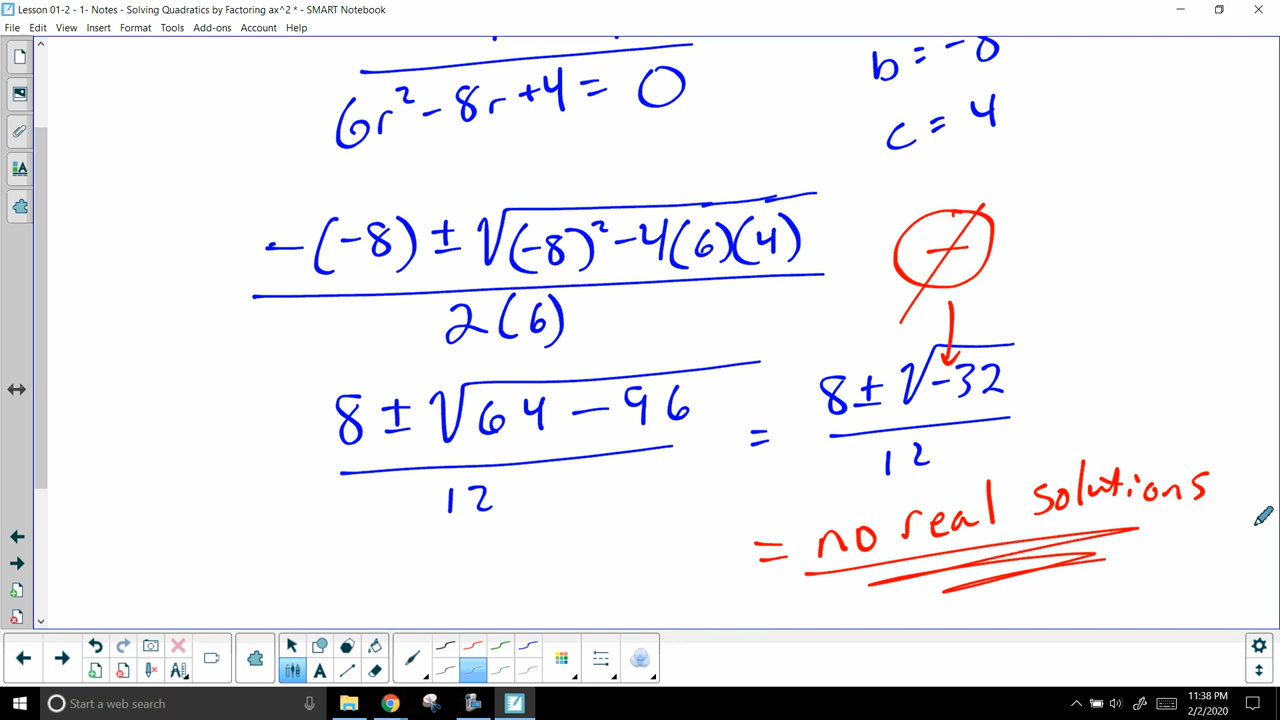 Lesson 01-2 - 1- Notes - Solving Quadratics by Factoring ax^2 * - SMART Notebook
File Edit View Insert Format Tools Add-ons Account Help
b = -8
6r² - 8r + 4 = 0
c = 4
-(-8) ± √(-8)² - 4(6)(4)
2(6)
8 ± √64 - 96
12
= 8 ± √-32
12
= no real solutions
Start a web search
11:38 PM
2/2/2020